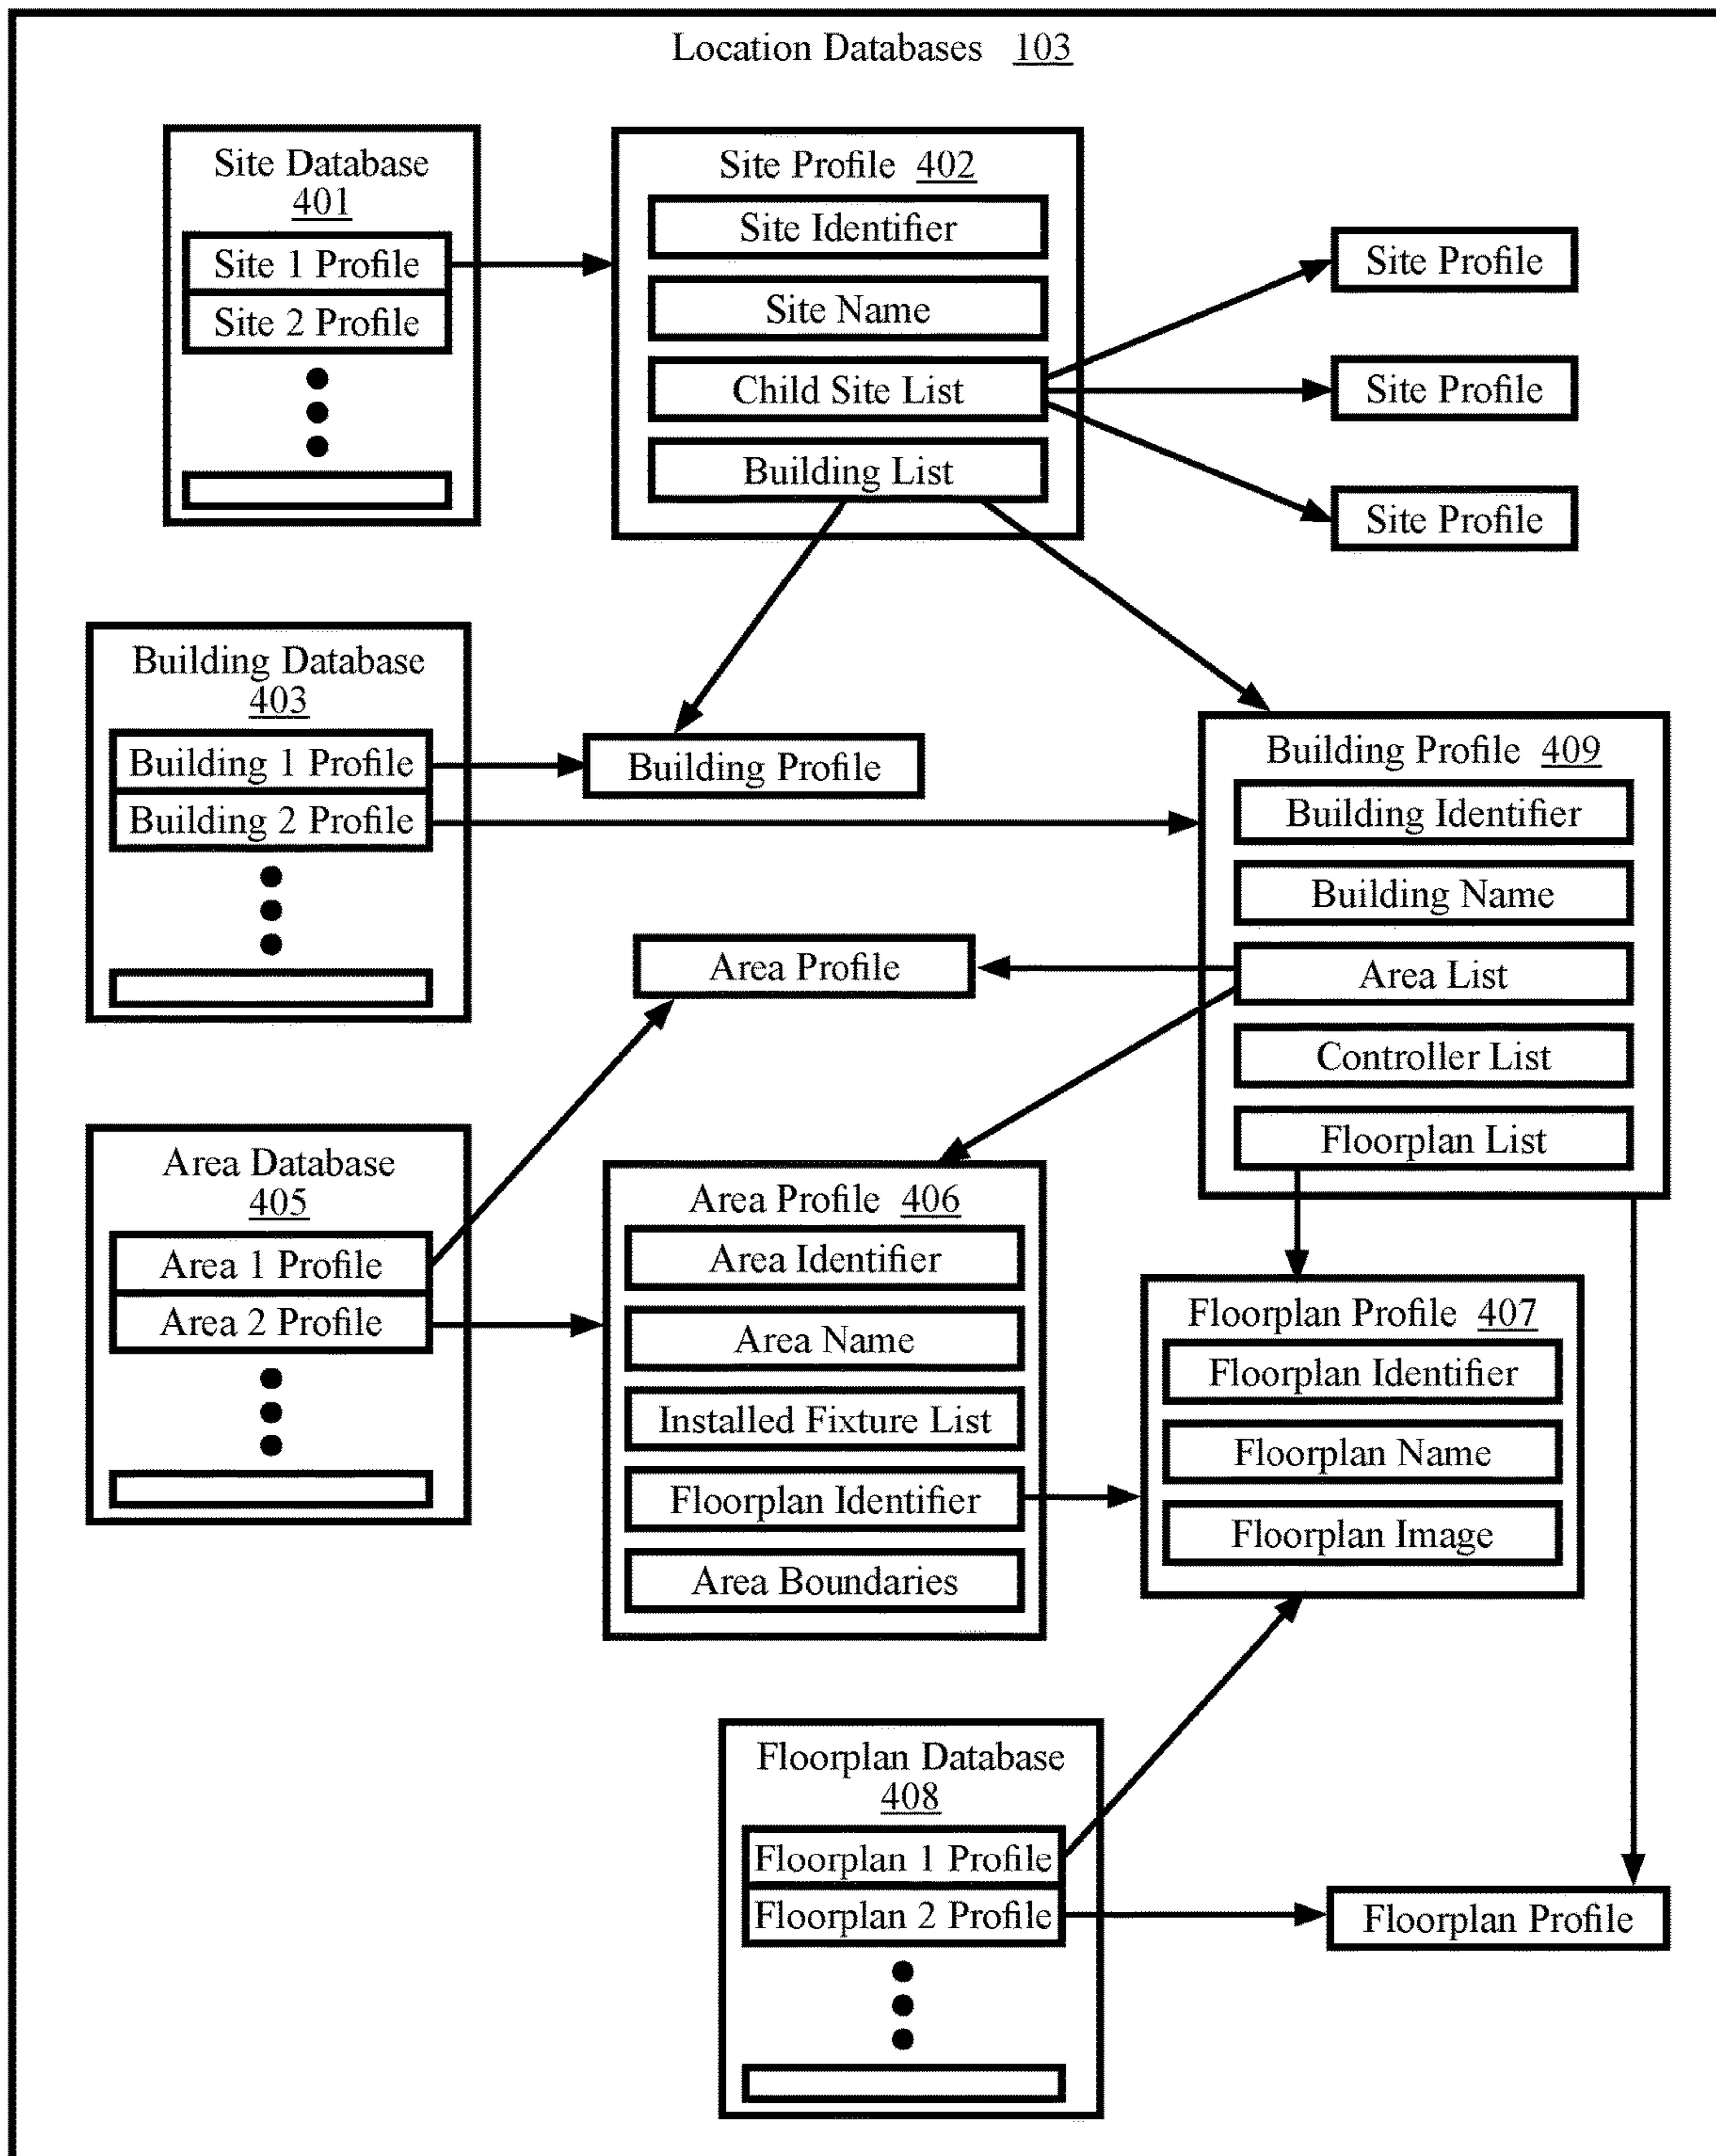 Location Databases 103
Site Database
401
Site 1 Profile
Site 2 Profile
Site Profile 402
Site Identifier
Site Name
Child Site List
Building List
Site Profile
Site Profile
Site Profile
Building Database
403
Building 1 Profile
Building 2 Profile
Building Profile
Building Profile 409
Building Identifier
Building Name
Area List
Controller List
Floorplan List
Area Profile
Area Database
405
Area 1 Profile
Area 2 Profile
Area Profile 406
Area Identifier
Area Name
Installed Fixture List
Floorplan Identifier
Area Boundaries
Floorplan Profile 407
Floorplan Identifier
Floorplan Name
Floorplan Image
Floorplan Database
408
Floorplan 1 Profile
Floorplan 2 Profile
Floorplan Profile